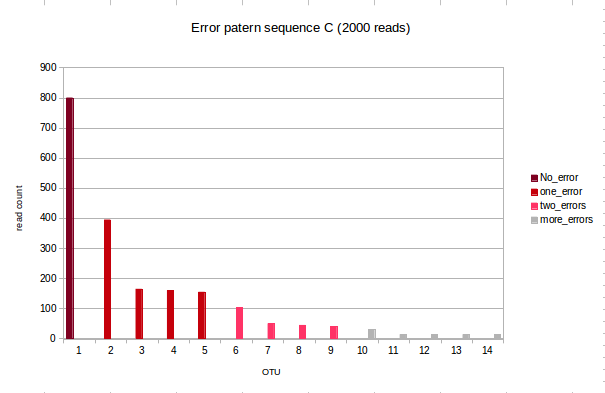 Error patern sequence C (2000 reads)
900
800
700
600
500
400
300
200
100
0
read count
1 2 3 4 5 6 7 8 9 10 11 12 13 14
OTU
No_error
one_error
two_errors
more_errors